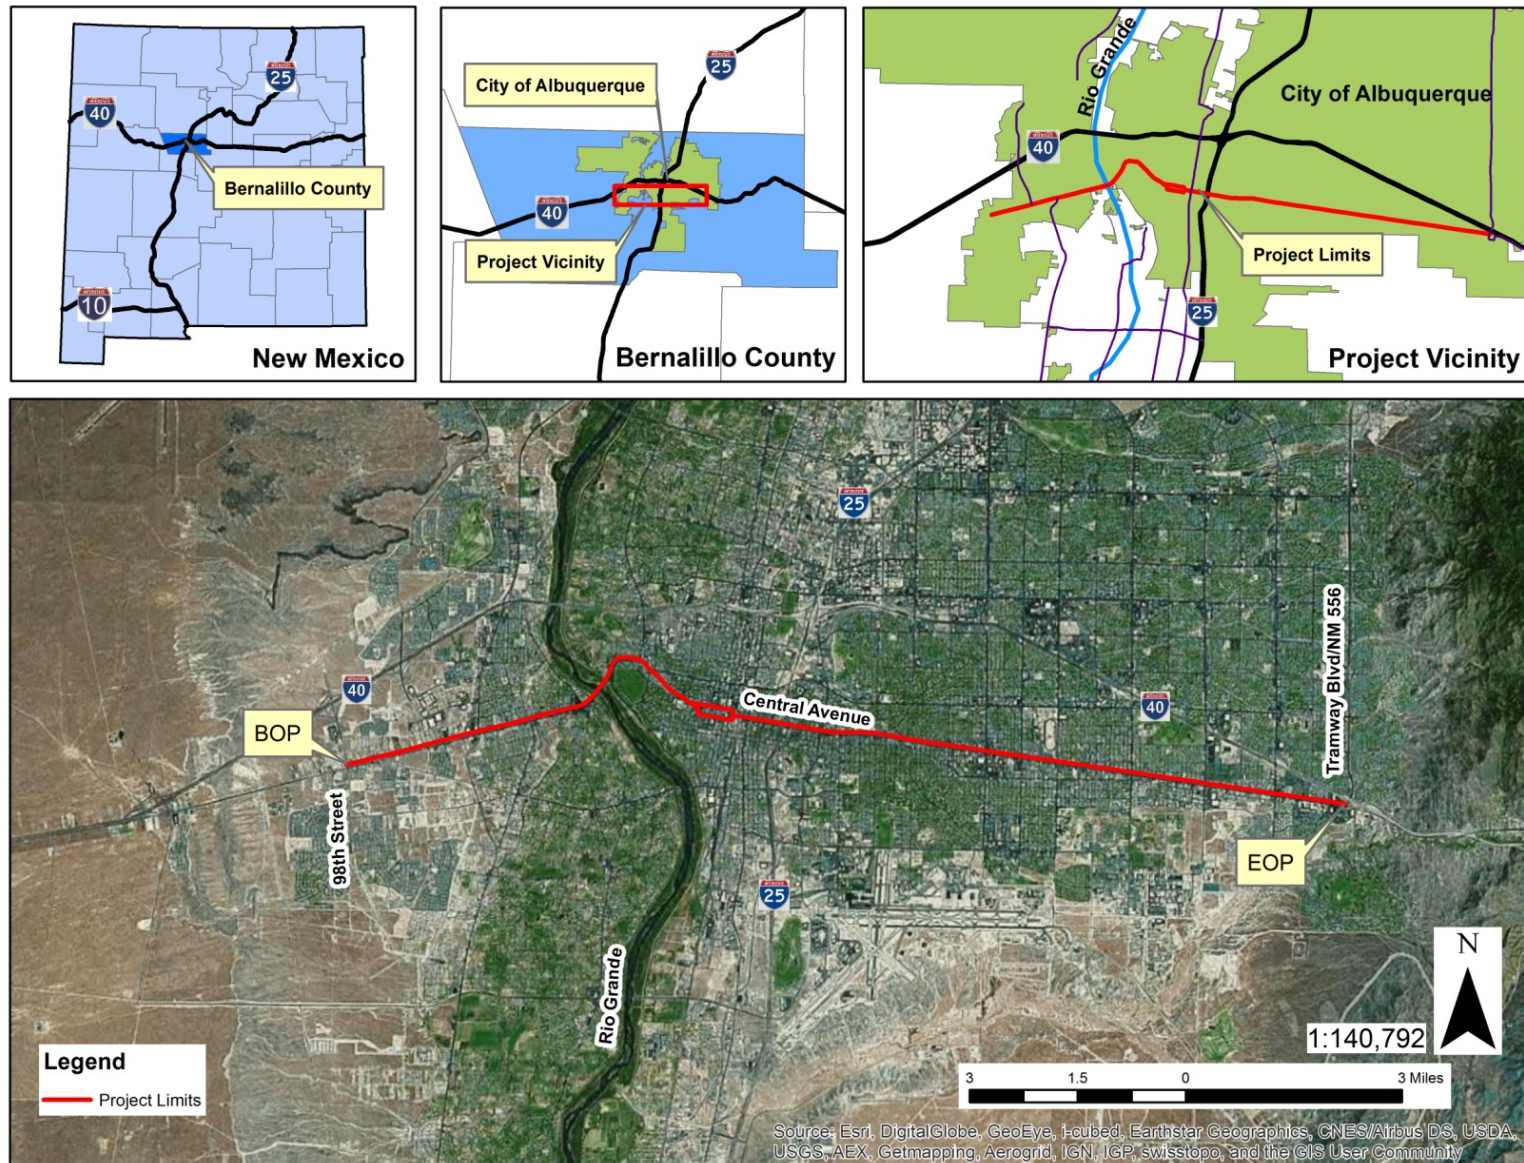 25
40
Bernalillo County
10
New Mexico
25
City of Albuquerque
40
Project Vicinity
Bernalillo County
Rio Grande
City of Albuquerque
40
Project Limits
25
Project Vicinity
25
40
Central Avenue
40
Tramway Blvd/NM 556
BOP
98th Street
EOP
25
Rio Grande
N
1:140,792
Legend
Project Limits
3 1.5 0 3 Miles
Source: Esri, DigitalGlobe, GeoEye, i-cubed, Earthstar Geographics, CNES/Airbus DS, USDA,
USGS, AEX, Getmapping, Aerogrid, IGN, IGP, swisstopo, and the GIS User Community